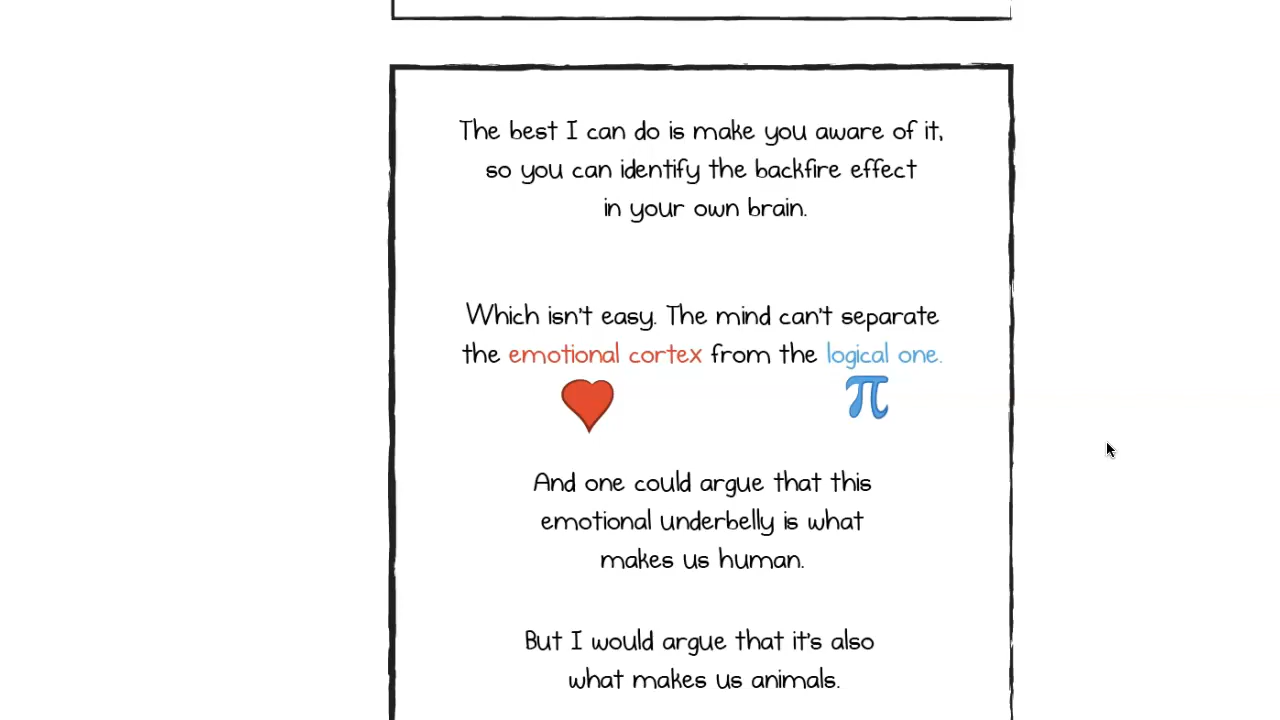 The best I can do is make you aware of it,
so you can identify the backfire effect
in your own brain.
Which isn't easy. The mind can't separate
the emotional cortex from the logical one.
π
And one could argue that this
emotional underbelly is what
makes us human.
But I would argue that it's also
what makes us animals.